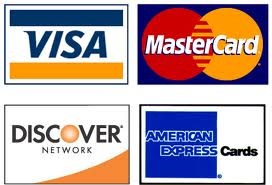 VISA
MasterCard
DISCOVER®
NETWORK
AMERICAN
EXPRESS Cards
®